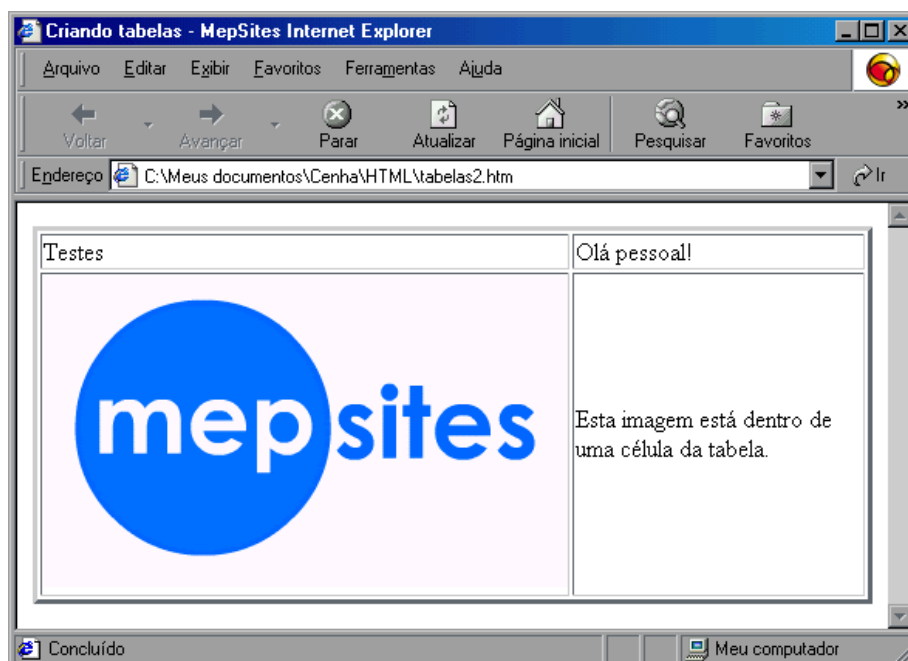 Criando tabelas - MepSites Internet Explorer
Arquivo Editar Exibir Favoritos Ferramentas Ajuda
Voltar Avançar Parar Atualizar Página inicial Pesquisar Favoritos »
Endereço C:\Meus documentos\Cenha\HTML\tabelas2.htm Ir
Testes Olá pessoal!
mepsites
Esta imagem está dentro de
uma célula da tabela.
Concluído Meu computador